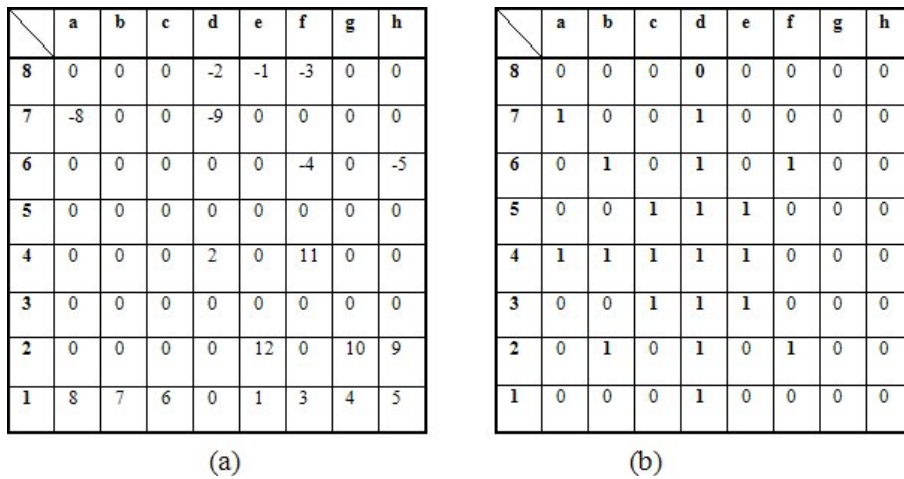 a b c d e f g h a b c d e f g h
8 0 0 0 -2 -1 -3 0 0 8 0 0 0 0 0 0 0 0
7 -8 0 0 -9 0 0 0 0 7 1 0 0 1 0 0 0 0
6 0 0 0 0 0 -4 0 -5 6 0 1 0 1 0 1 0 0
5 0 0 0 0 0 0 0 0 5 0 0 1 1 1 0 0 0
4 0 0 0 2 0 11 0 0 4 1 1 1 1 1 0 0 0
3 0 0 0 0 0 0 0 0 3 0 0 1 1 1 0 0 0
2 0 0 0 0 12 0 10 9 2 0 1 0 1 0 1 0 0
1 8 7 6 0 1 3 4 5 1 0 0 0 1 0 0 0 0
(a) (b)